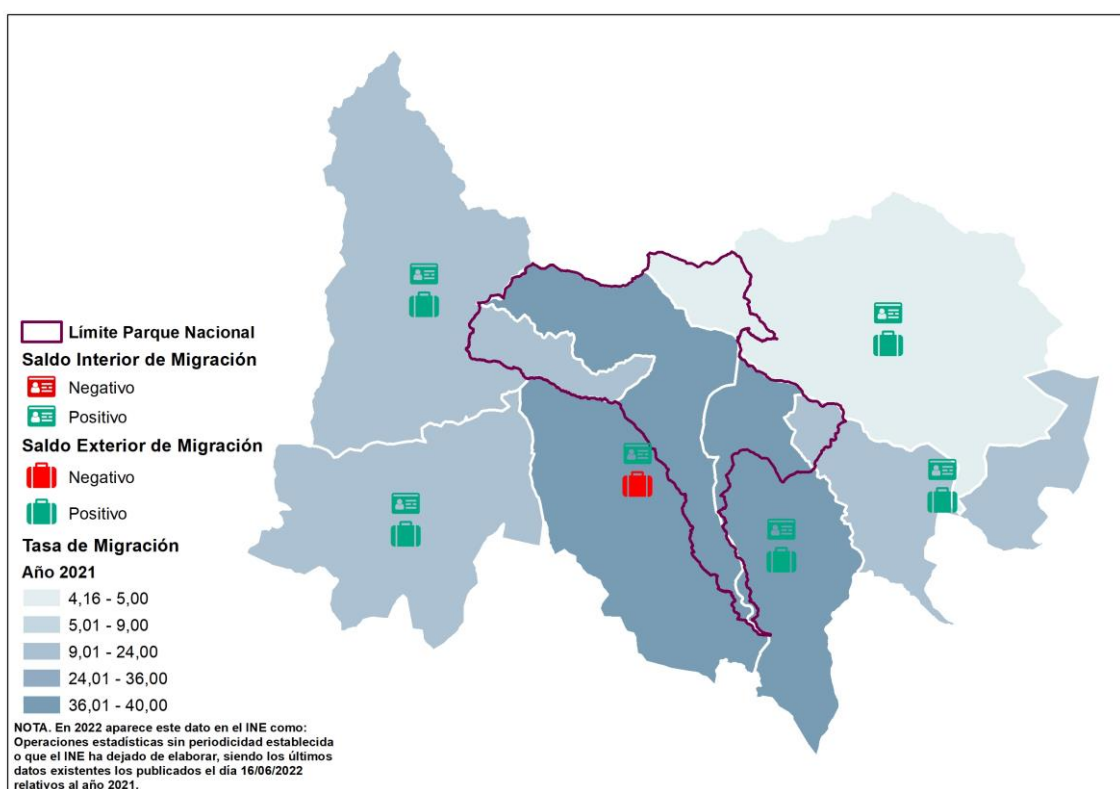 Límite Parque Nacional
Saldo Interior de Migración
Negativo
Positivo
Saldo Exterior de Migración
Negativo
Positivo
Tasa de Migración
Año 2021
4,16 - 5,00
5,01 - 9,00
9,01 - 24,00
24,01 - 36,00
36,01 - 40,00
NOTA. En 2022 aparece este dato en el INE como:
Operaciones estadísticas sin periodicidad establecida
o que el INE ha dejado de elaborar, siendo los últimos
datos existentes los publicados el día 16/06/2022
relativos al año 2021.